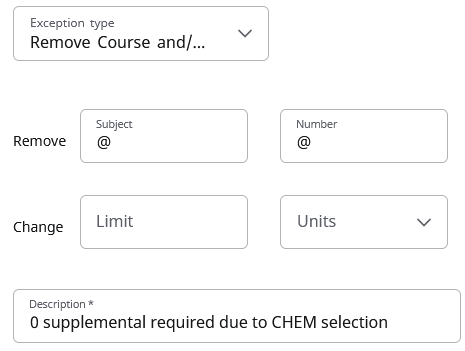 Exception type
Remove Course and/...
Subject
Number
Remove
@
@
Change
Limit
Units
Description *
0 supplemental required due to CHEM selection